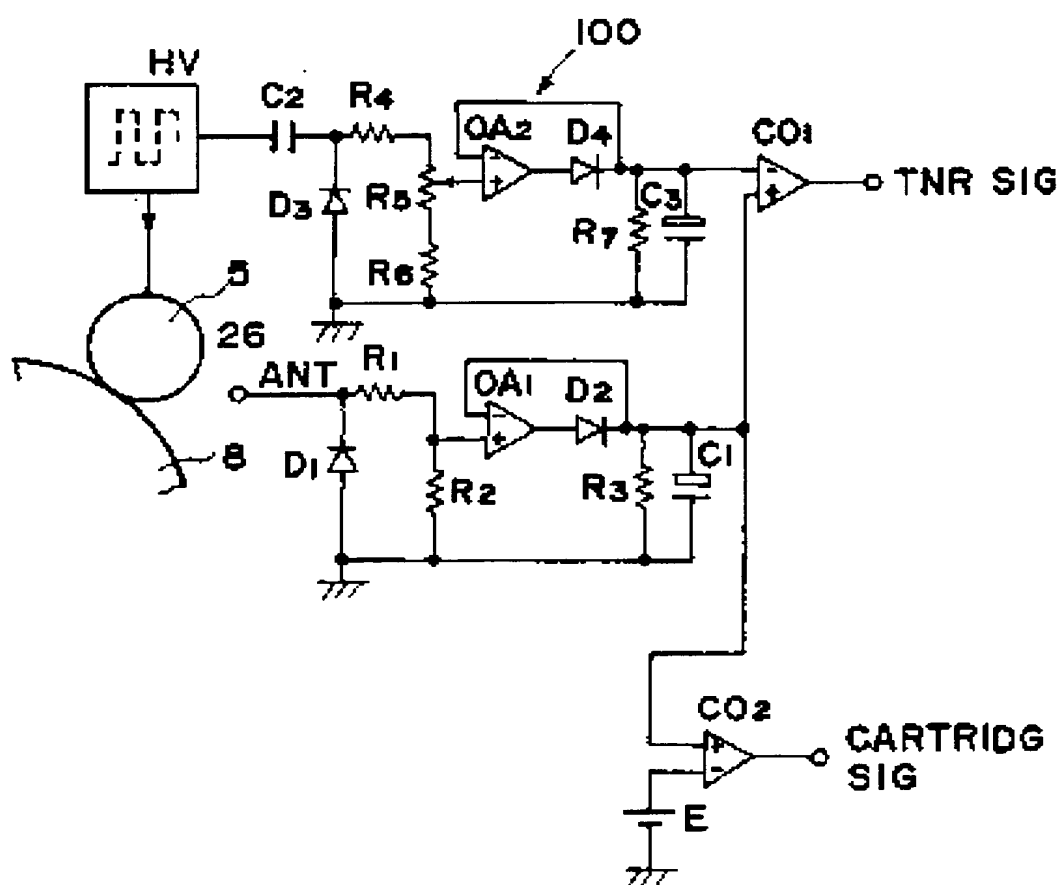 100
HV
C2
R4
OA2
D4
CO1
TNR SIG
D3
R5
R7
C3
R6
5
26
ANT
R1
OA1
D2
8
D1
R2
R3
C1
CO2
CARTRIDG
SIG
E